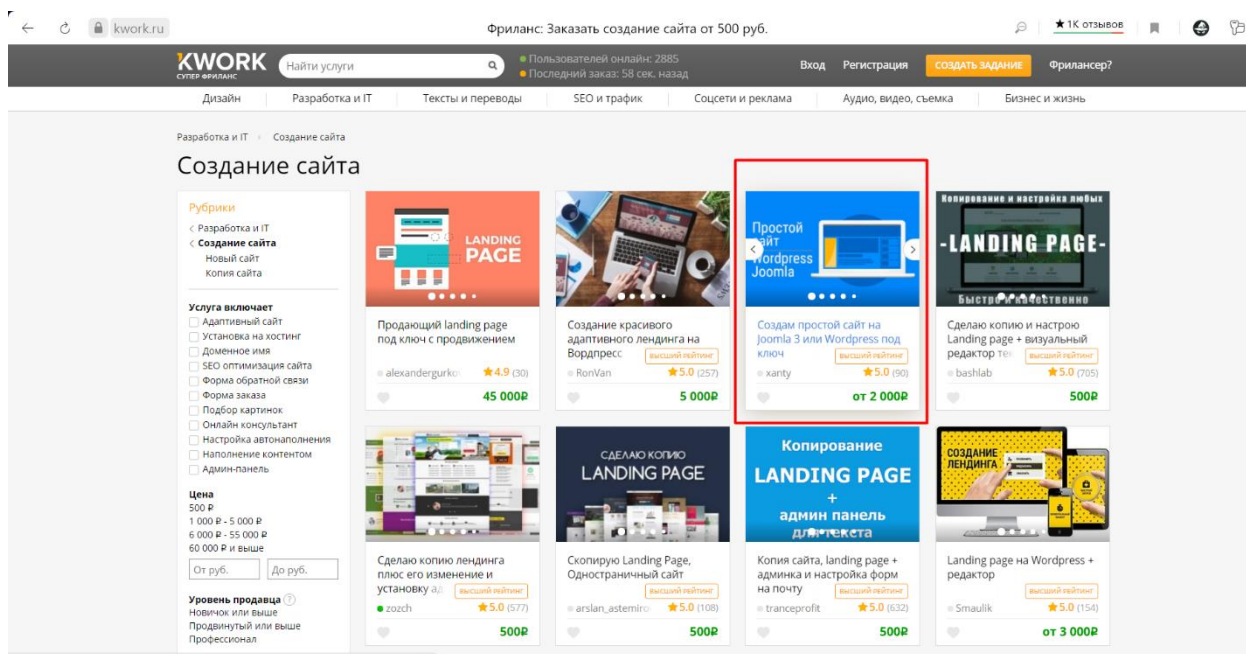 kwork.ru
Фриланс: Заказать создание сайта от 500 руб.
★ 1K отзывов
KWORK
СУПЕР ФРИЛАНС
Найти услуги
Пользователей онлайн: 2885
Последний заказ: 58 сек. назад
Вход
Регистрация
СОЗДАТЬ ЗАДАНИЕ
Фрилансер?
Дизайн
Разработка и IT
Тексты и переводы
SEO и трафик
Соцсети и реклама
Аудио, видео, съемка
Бизнес и жизнь
Разработка и IT
Создание сайта
Создание сайта
Рубрики
< Разработка и IT
< Создание сайта
Новый сайт
Копия сайта
Услуга включает
Адаптивный сайт
Установка на хостинг
Доменное имя
SEO оптимизация сайта
Форма обратной связи
Форма заказа
Подбор картинок
Онлайн консультант
Настройка автонаполнения
Наполнение контентом
Админ-панель
Цена
500 ₽
1 000 ₽ - 5 000 ₽
6 000 ₽ - 55 000 ₽
60 000 ₽ и выше
От руб.
До руб.
Уровень продавца ?
Новичок или выше
Продвинутый или выше
Профессионал
LANDING
PAGE
Продающий landing page
под ключ с продвижением
alexandergurko
★4.9 (30)
45 000₽
Создание красивого
адаптивного лендинга на
Вордпресс
высший рейтинг
RonVan
★5.0 (257)
5 000₽
Простой
сайт
Wordpress
Joomla
Создам простой сайт на
Joomla 3 или Wordpress под
ключ
высший рейтинг
xanty
★5.0 (90)
от 2 000₽
Копирование и настройка любых
-LANDING PAGE-
Быстро и качественно
Сделаю копию и настрою
Landing page + визуальный
редактор
высший рейтинг
bashlab
★5.0 (705)
500₽
Сделаю копию лендинга
плюс его изменение и
установку
высший рейтинг
zozch
★5.0 (577)
500₽
СДЕЛАЮ КОПИЮ
LANDING PAGE
Скопирую Landing Page,
Одностраничный сайт
высший рейтинг
arslan_astemiro
★5.0 (108)
500₽
Копирование
LANDING PAGE
+
админ панель
для текста
Копия сайта, landing page +
админка и настройка форм
на почту
высший рейтинг
tranceprofit
★5.0 (632)
500₽
СОЗДАНИЕ
ЛЕНДИНГА
Landing page на Wordpress +
редактор
высший рейтинг
Smaulik
★5.0 (154)
от 3 000₽